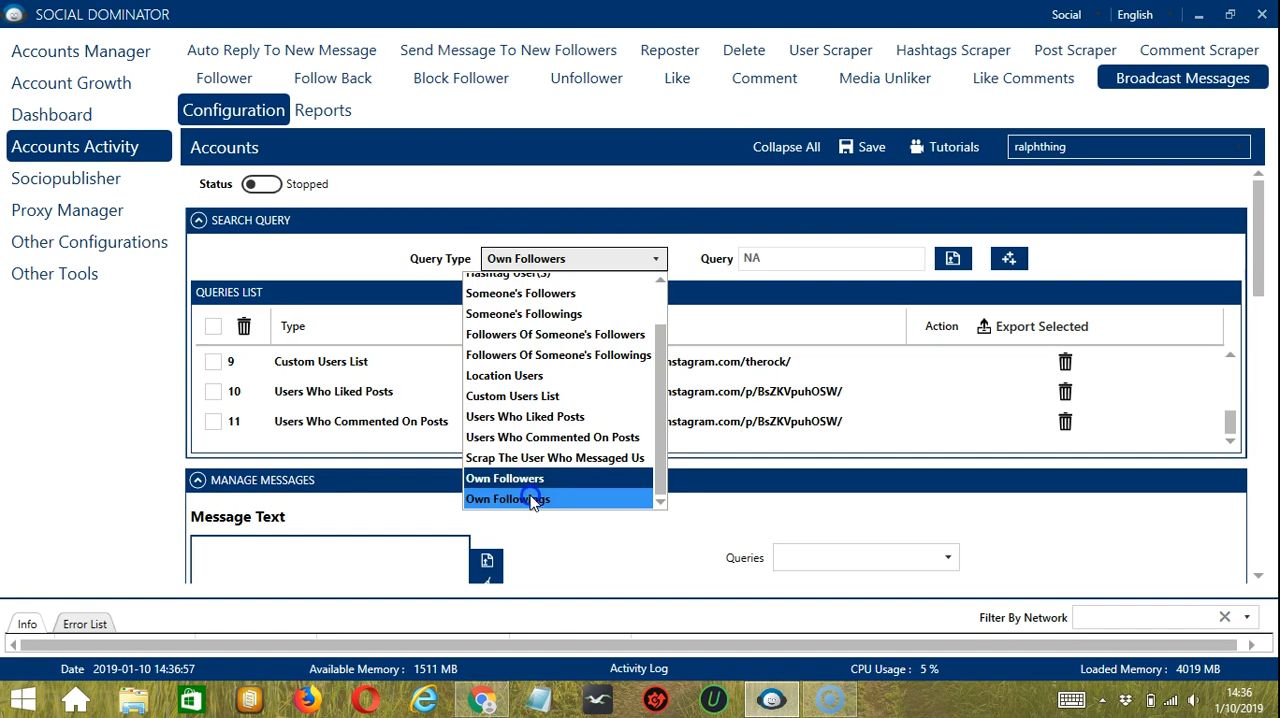 SOCIAL DOMINATOR
Social English
Accounts Manager
Account Growth
Dashboard
Accounts Activity
Sociopublisher
Proxy Manager
Other Configurations
Other Tools
Auto Reply To New Message Send Message To New Followers Reposter Delete User Scraper Hashtags Scraper Post Scraper Comment Scraper
Follower Follow Back Block Follower Unfollower Like Comment Media Unliker Like Comments Broadcast Messages
Configuration Reports
Accounts Collapse All Save Tutorials ralphthing
Status Stopped
SEARCH QUERY
Query Type Own Followers Query NA
Hashtag User(S)
Someone's Followers
Someone's Followings
Followers Of Someone's Followers
Followers Of Someone's Followings
Location Users
Custom Users List
Users Who Liked Posts
Users Who Commented On Posts
Scrap The User Who Messaged Us
Own Followers
Own Followings
QUERIES LIST
Type Action Export Selected
9 Custom Users List nstagram.com/therock/
10 Users Who Liked Posts nstagram.com/p/BsZKVpuhOSW/
11 Users Who Commented On Posts nstagram.com/p/BsZKVpuhOSW/
MANAGE MESSAGES
Message Text
Queries
Info Error List Filter By Network
Date 2019-01-10 14:36:57 Available Memory : 1511 MB Activity Log CPU Usage : 5 % Loaded Memory : 4019 MB
14:36
1/10/2019